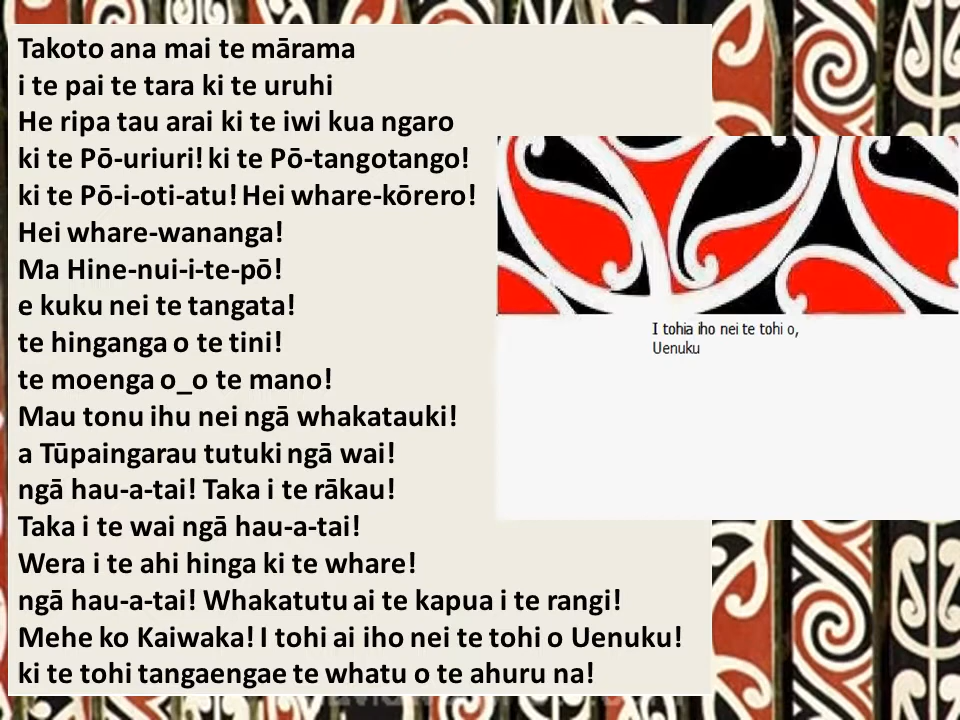 Takoto ana mai te mārama
i te pai te tara ki te uruhi
He ripa tau arai ki te iwi kua ngaro
ki te Pō-uriuri! ki te Pō-tangotango!
ki te Pō-i-oti-atu! Hei whare-kōrero!
Hei whare-wananga!
Ma Hine-nui-i-te-pō!
e kuku nei te tangata!
te hinganga o te tini!
te moenga o_o te mano!
Mau tonu ihu nei ngā whakatauki!
a Tūpaingarau tutuki ngā wai!
ngā hau-a-tai! Taka i te rākau!
Taka i te wai ngā hau-a-tai!
Wera i te ahi hinga ki te whare!
ngā hau-a-tai! Whakatutu ai te kapua i te rangi!
Mehe ko Kaiwaka! I tohi ai iho nei te tohi o Uenuku!
ki te tohi tangaengae te whatu o te ahuru na!
I tohia iho nei te tohi o,
Uenuku